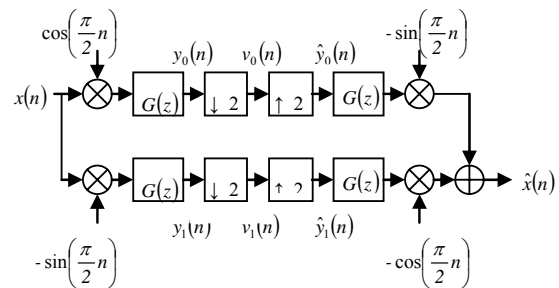 cos(π/2 n) - sin(π/2 n)
y₀(n) v₀(n) ŷ₀(n)
x(n) G(z) ↓ 2 ↑ 2 G(z)
G(z) ↓ 2 ↑ 2 G(z) x̂(n)
y₁(n) v₁(n) ŷ₁(n)
- sin(π/2 n) - cos(π/2 n)